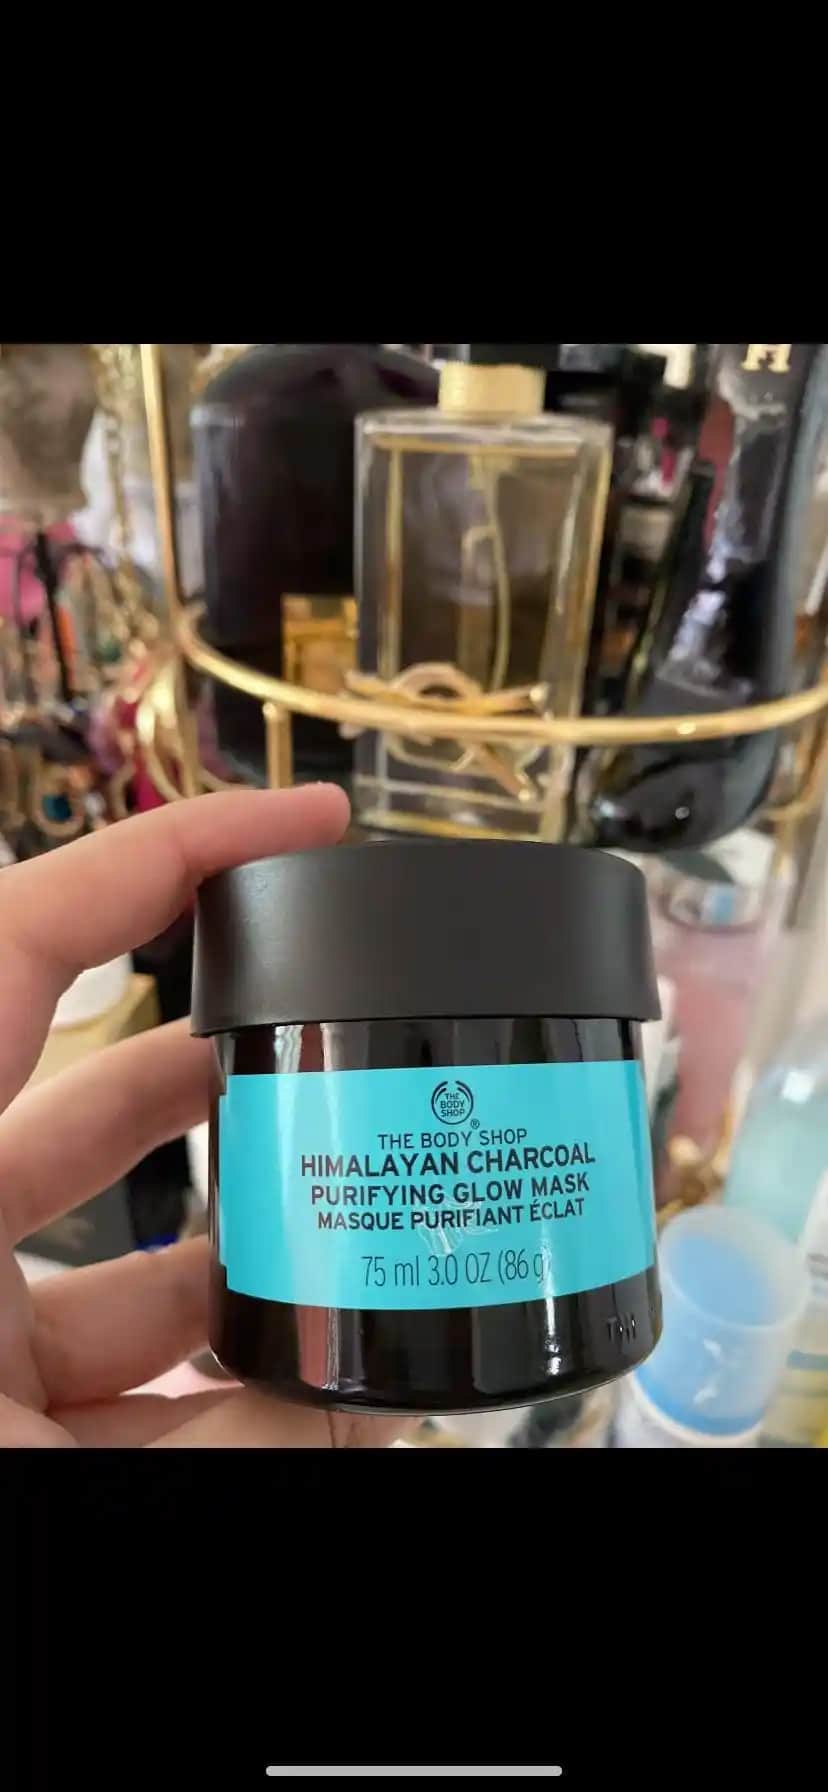 H
THE
BODY
SHOP
®
THE BODY SHOP
HIMALAYAN CHARCOAL
PURIFYING GLOW MASK
MASQUE PURIFIANT ÉCLAT
75 ml 3.0 OZ (86 g)